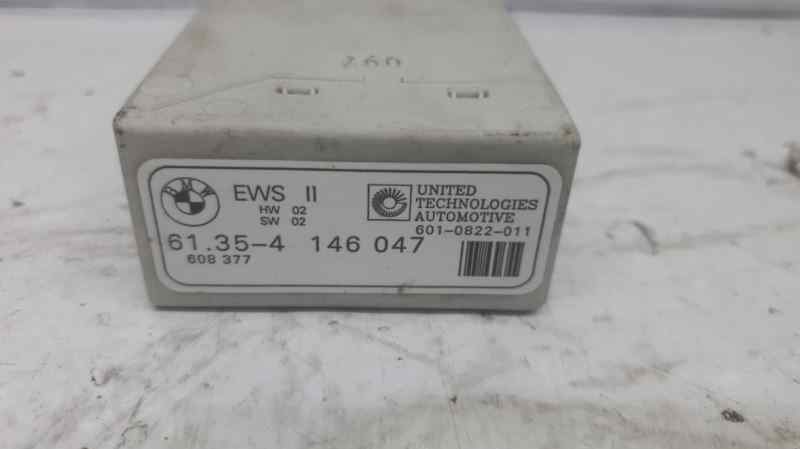 BMW
EWS II
HW 02
SW 02
UNITED
TECHNOLOGIES
AUTOMOTIVE
601-0822-011
61.35-4 146 047
608 377